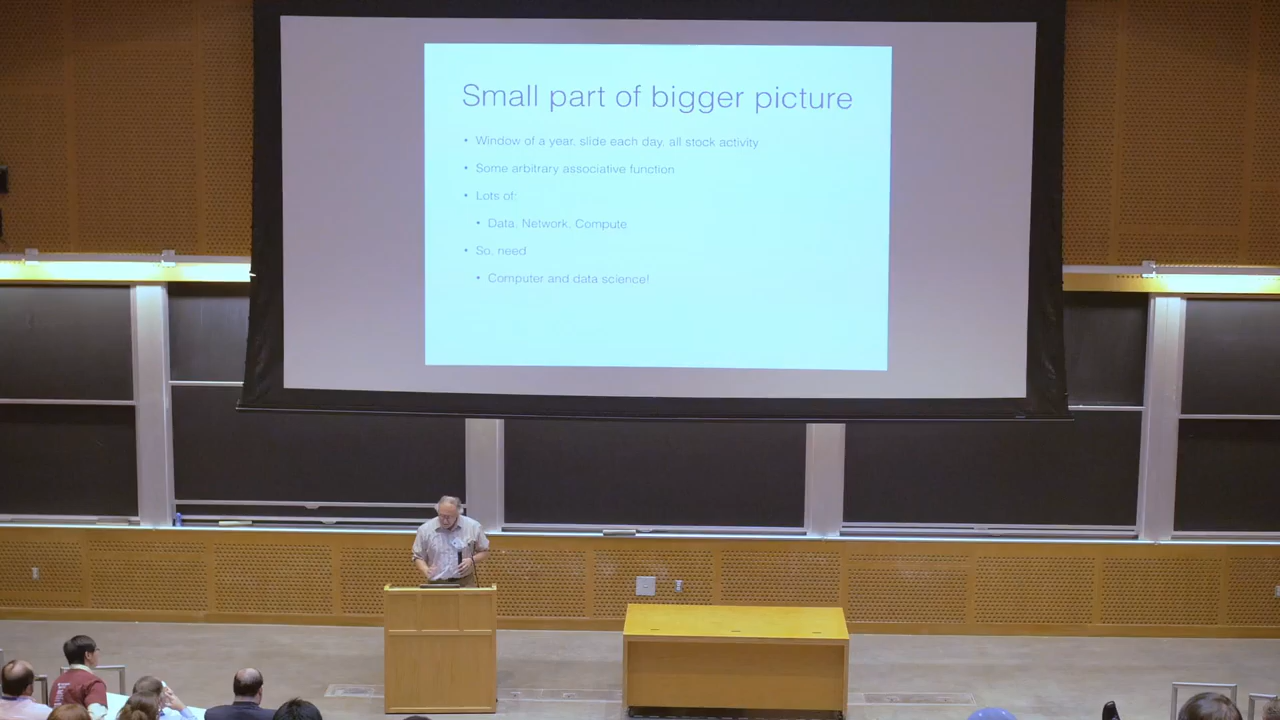 Small part of bigger picture
• Window of a year, slide each day, all stock activity
• Some arbitrary associative function
• Lots of:
• Data, Network, Compute
• So, need
• Computer and data science!